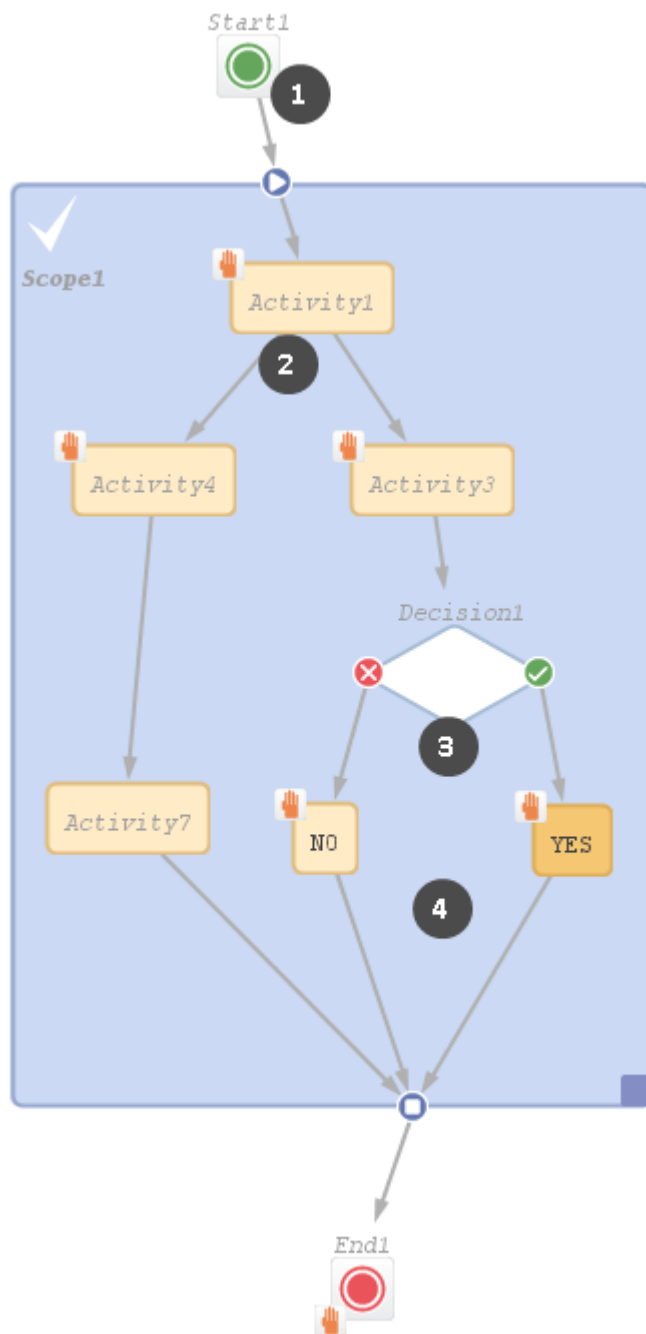 Start1
1
Scope1
Activity1
2
Activity4
Activity3
Decision1
3
Activity7
NO
YES
4
End1